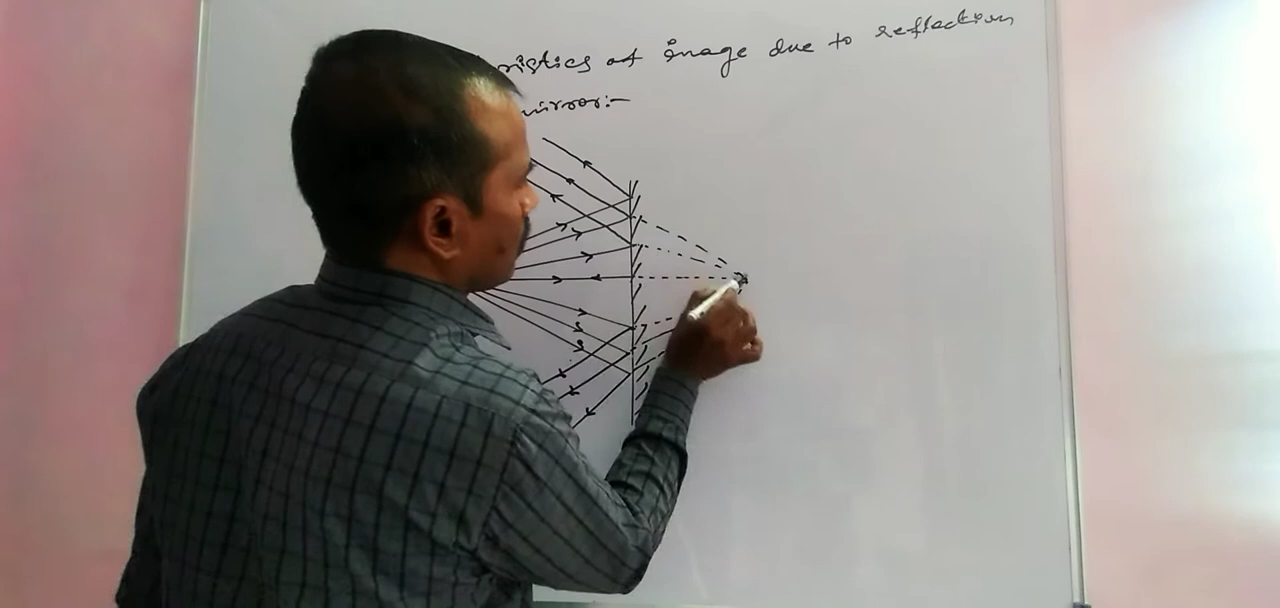 ristics of image due to reflection
mirror:-